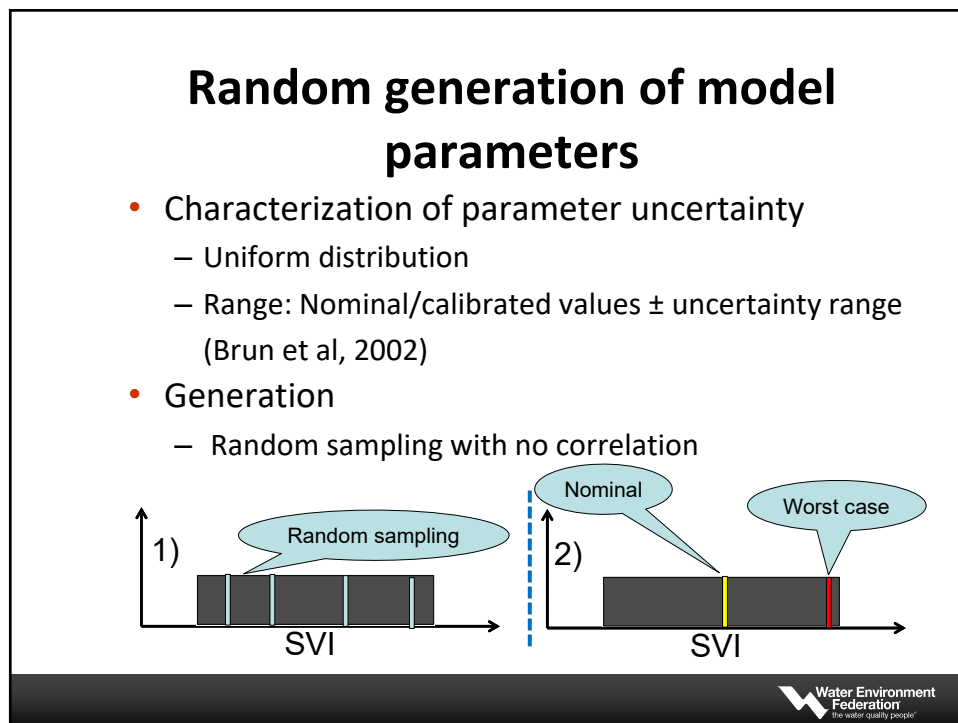 Random generation of model
parameters
• Characterization of parameter uncertainty
– Uniform distribution
– Range: Nominal/calibrated values ± uncertainty range
(Brun et al, 2002)
• Generation
– Random sampling with no correlation
1)
Random sampling
SVI
2)
Nominal
Worst case
SVI
Water Environment
Federation
the water quality people®